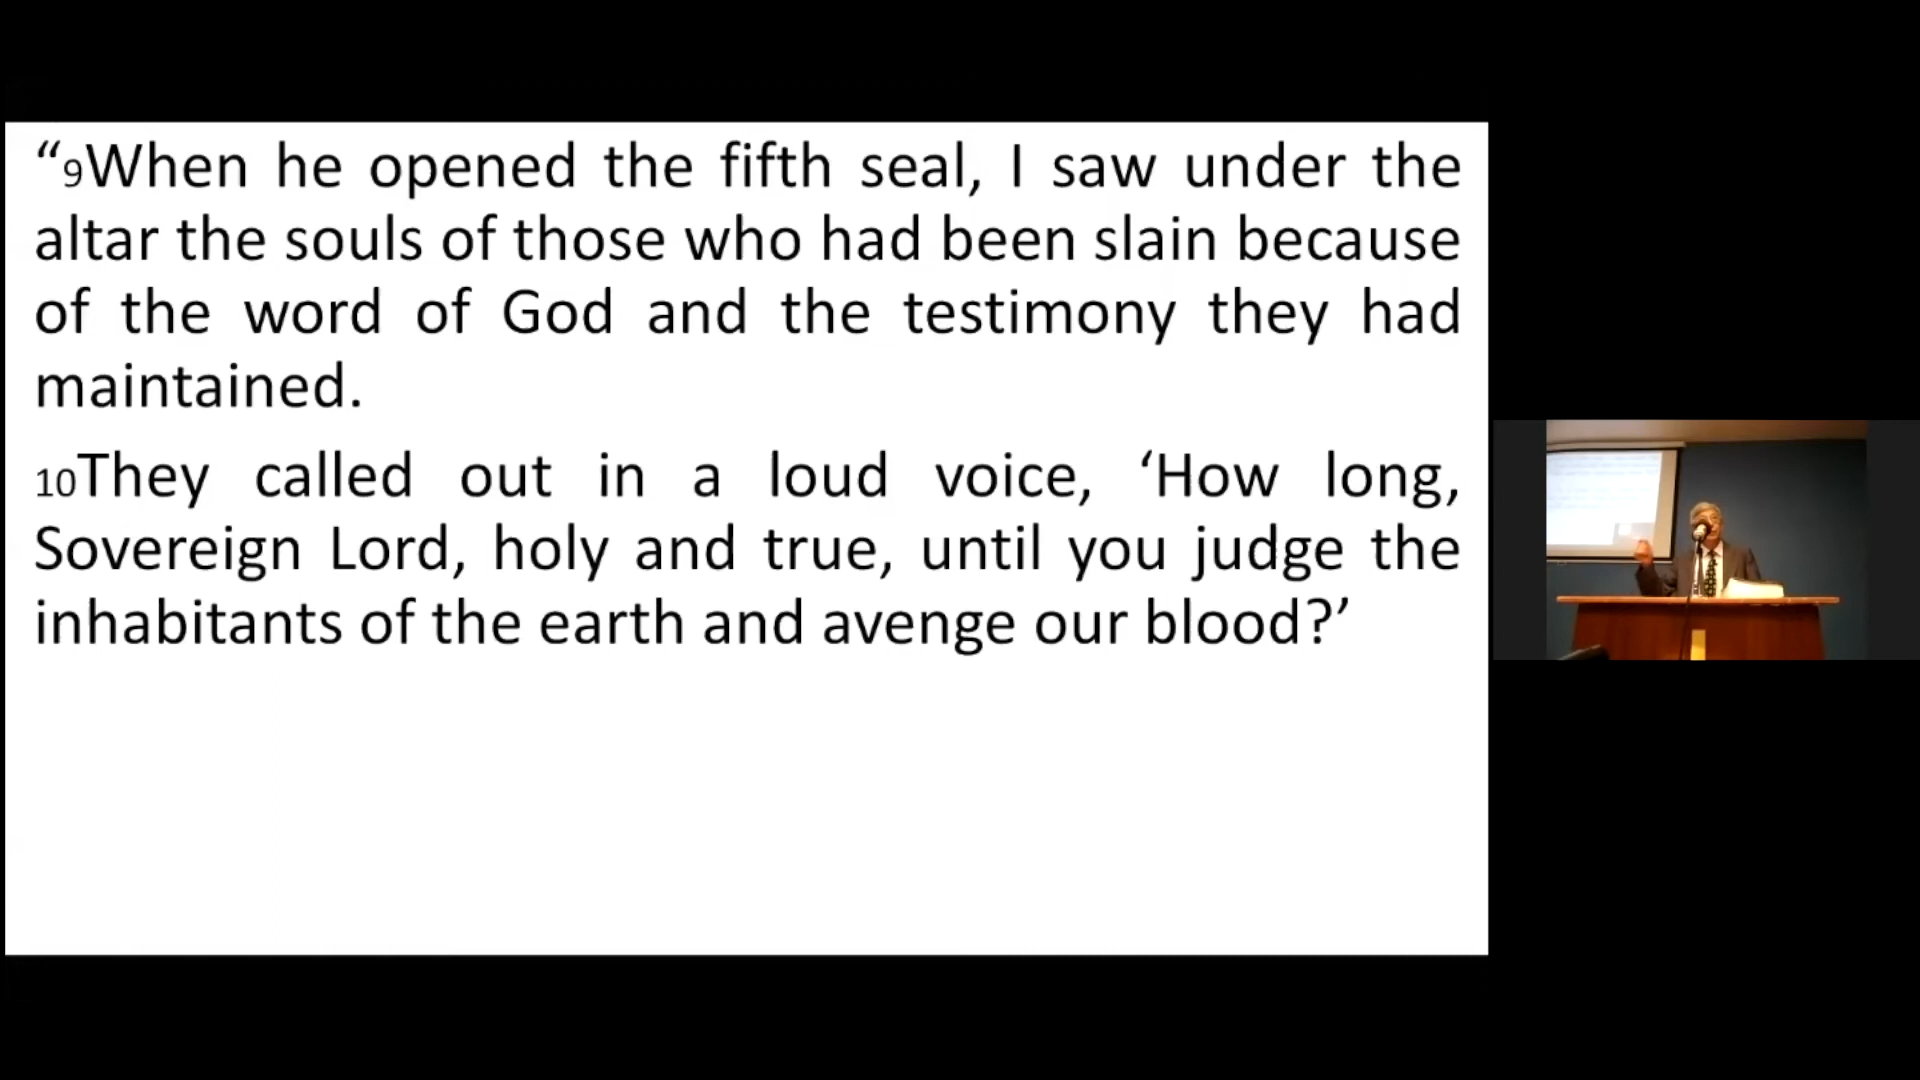 “9When he opened the fifth seal, I saw under the
altar the souls of those who had been slain because
of the word of God and the testimony they had
maintained.
10They called out in a loud voice, ‘How long,
Sovereign Lord, holy and true, until you judge the
inhabitants of the earth and avenge our blood?’